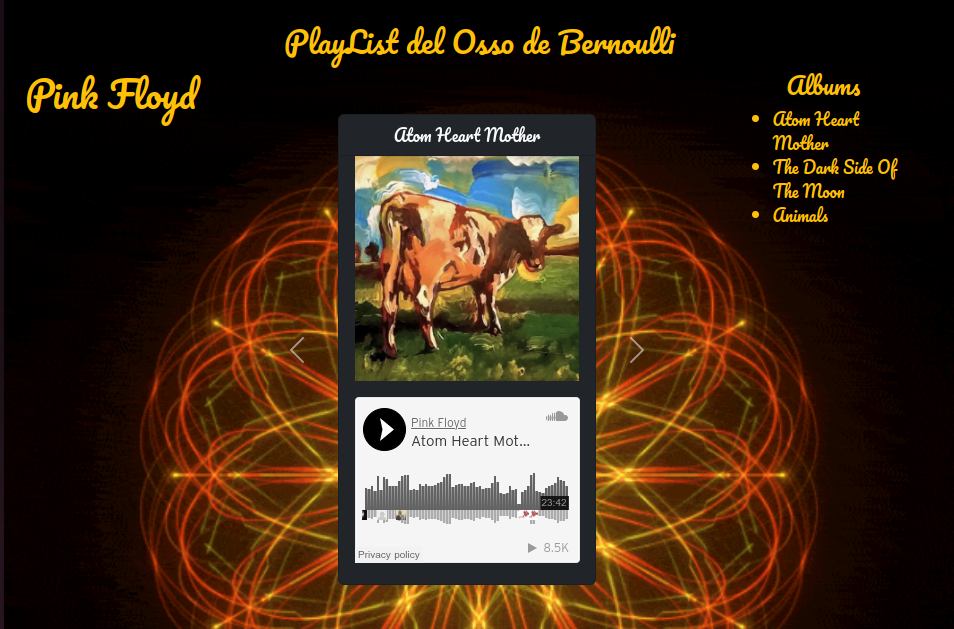 PlayList del Osso de Bernoulli
Pink Floyd
Albums
Atom Heart
Mother
The Dark Side Of
The Moon
Animals
Atom Heart Mother
Pink Floyd
Atom Heart Mot...
23:42
8.5K
Privacy policy